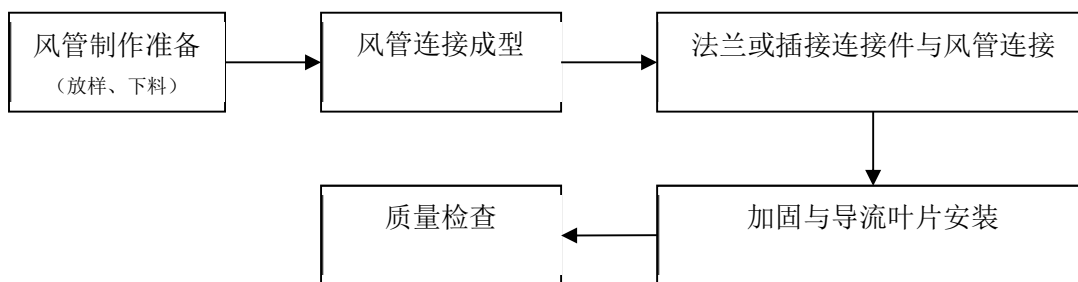 风管制作准备
（放样、下料）
风管连接成型
法兰或插接连接件与风管连接
加固与导流叶片安装
质量检查